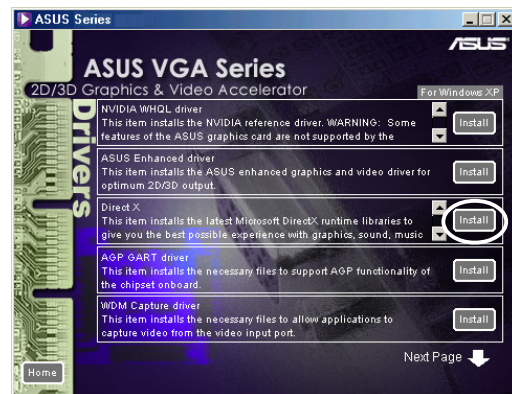 ASUS Series
ASUS
ASUS VGA Series
2D/3D Graphics & Video Accelerator
For Windows XP
Drivers
NVIDIA WHQL driver
This item installs the NVIDIA reference driver. WARNING: Some
features of the ASUS graphics card are not supported by the
Install
ASUS Enhanced driver
This item installs the ASUS enhanced graphics and video driver for
optimum 2D/3D output.
Install
Direct X
This item installs the latest Microsoft DirectX runtime libraries to
give you the best possible experience with graphics, sound, music
Install
AGP GART driver
This item installs the necessary files to support AGP functionality of
the chipset onboard.
Install
WDM Capture driver
This item installs the necessary files to allow applications to
capture video from the video input port.
Install
Next Page
Home